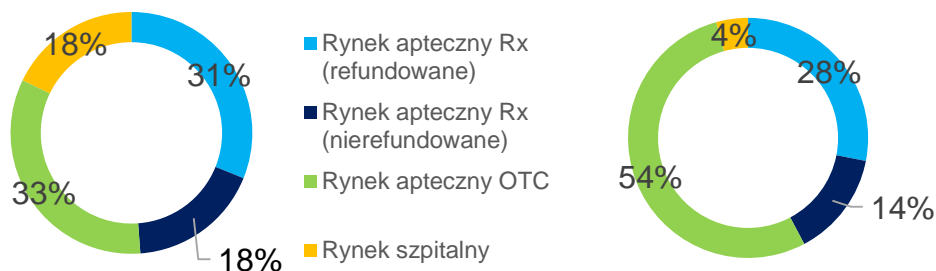 18%
31%
33%
18%
Rynek apteczny Rx
(refundowane)
Rynek apteczny Rx
(nierefundowane)
Rynek apteczny OTC
Rynek szpitalny
4%
28%
54%
14%